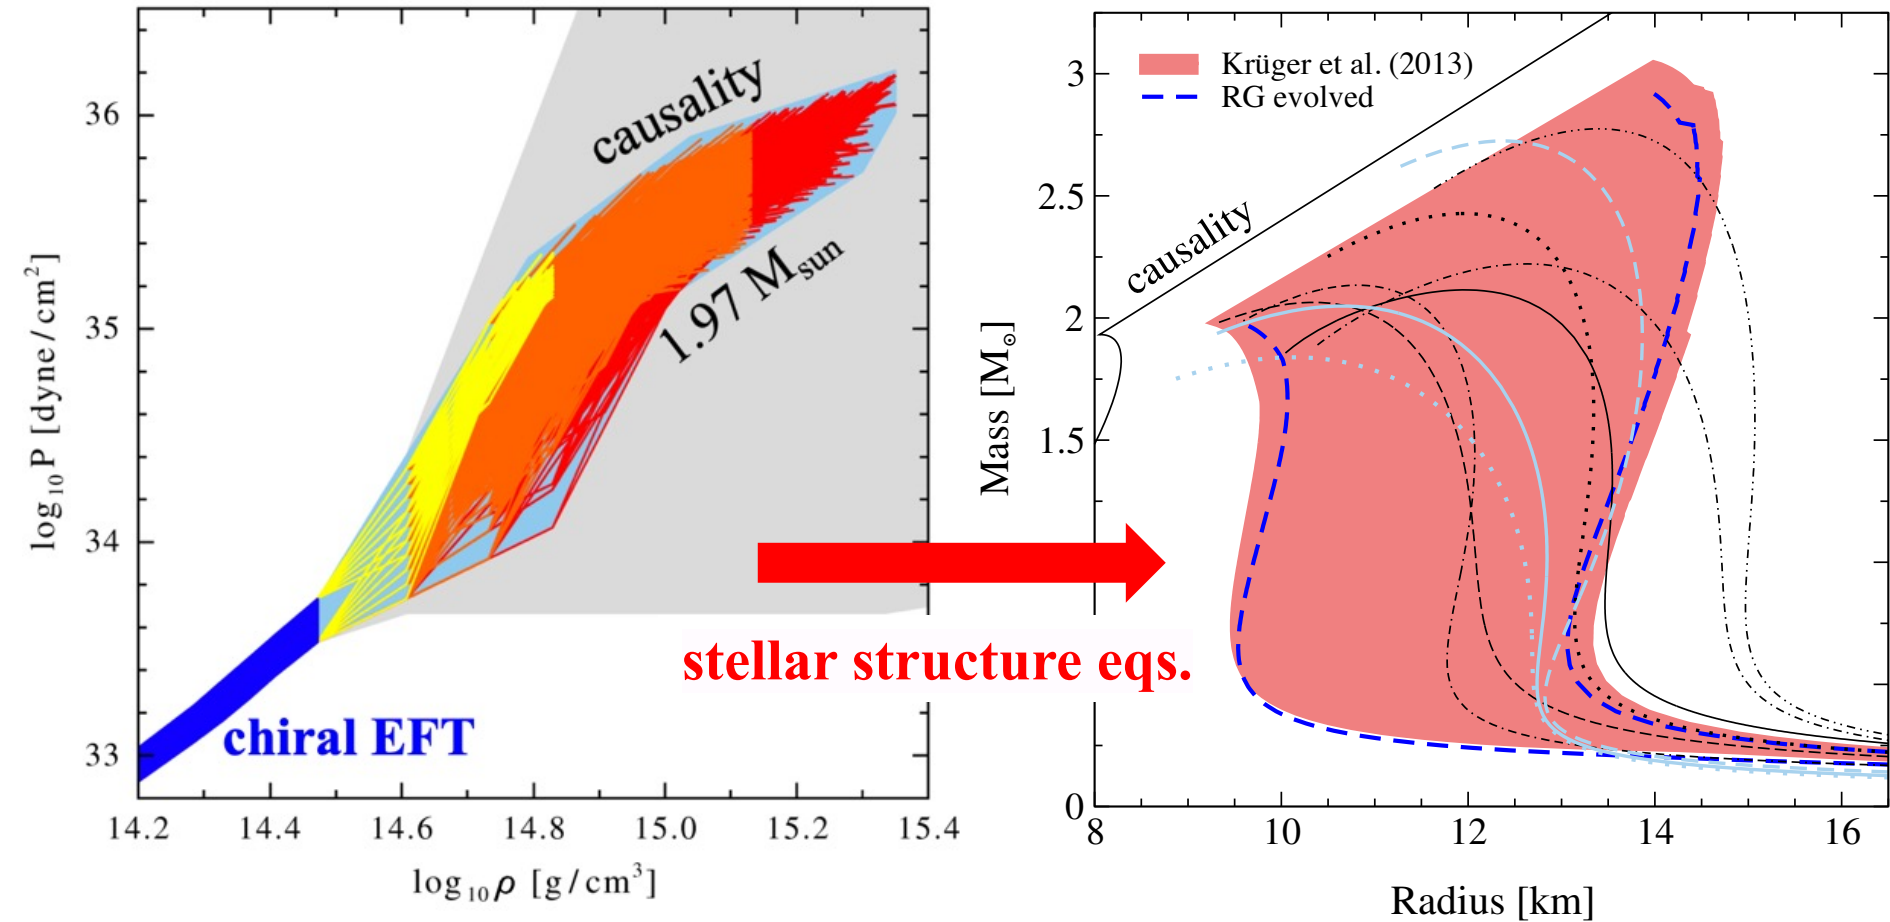 36
35
34
33
log₁₀P [dyne/cm²]
causality
1.97 Mₛᵤₙ
chiral EFT
14.2 14.4 14.6 14.8 15.0 15.2 15.4
log₁₀ρ [g/cm³]
stellar structure eqs.
Krüger et al. (2013)
RG evolved
causality
3
2.5
2
1.5
0
Mass [M☉]
8 10 12 14 16
Radius [km]